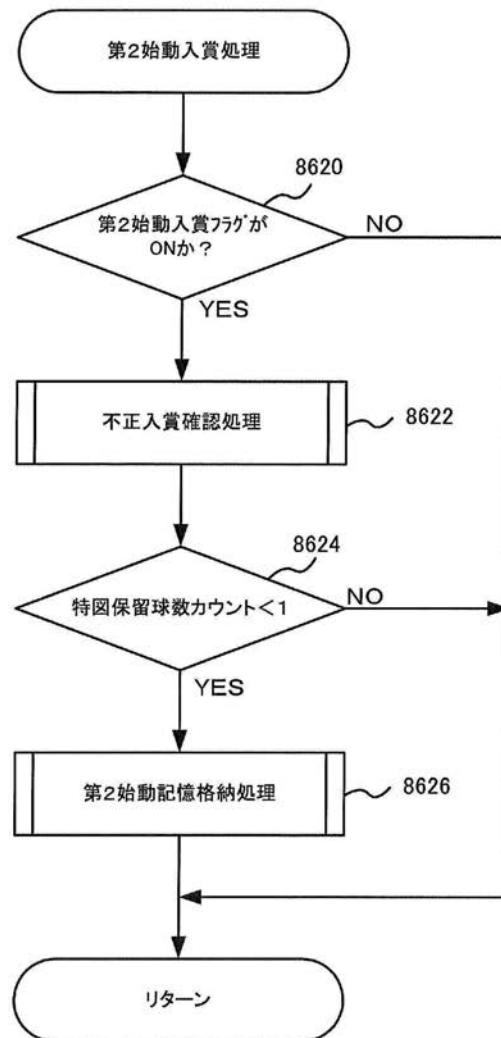 第2始動入賞処理
8620
第2始動入賞フラグが
ONか？
NO
YES
不正入賞確認処理
8622
8624
特図保留球数カウント＜1
NO
YES
第2始動記憶格納処理
8626
リターン